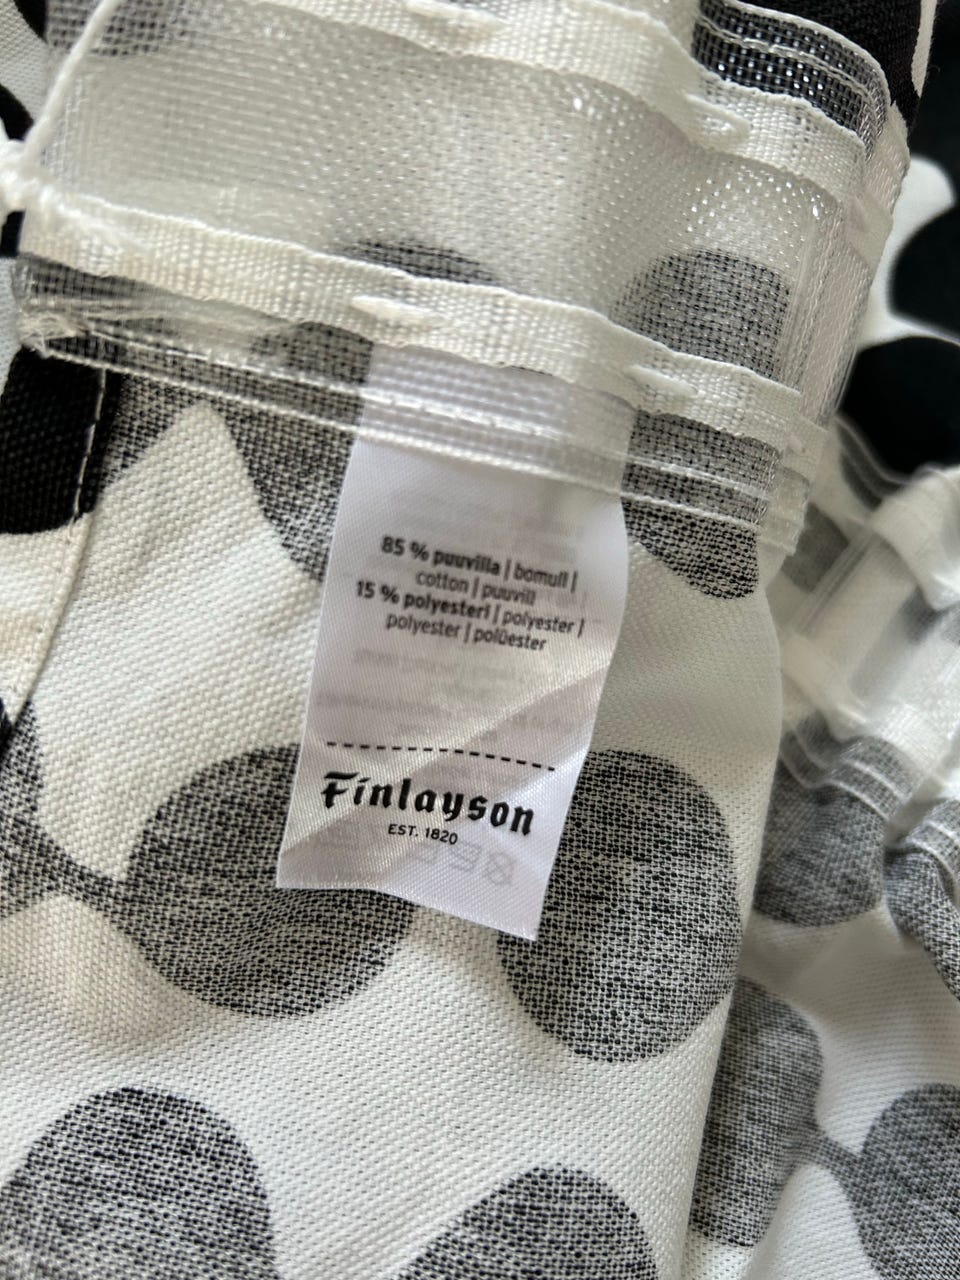 85 % puuvilla | bomull |
cotton | puuvill
15 % polyesteri | polyester |
polyester | polüester
Finlayson
EST. 1820